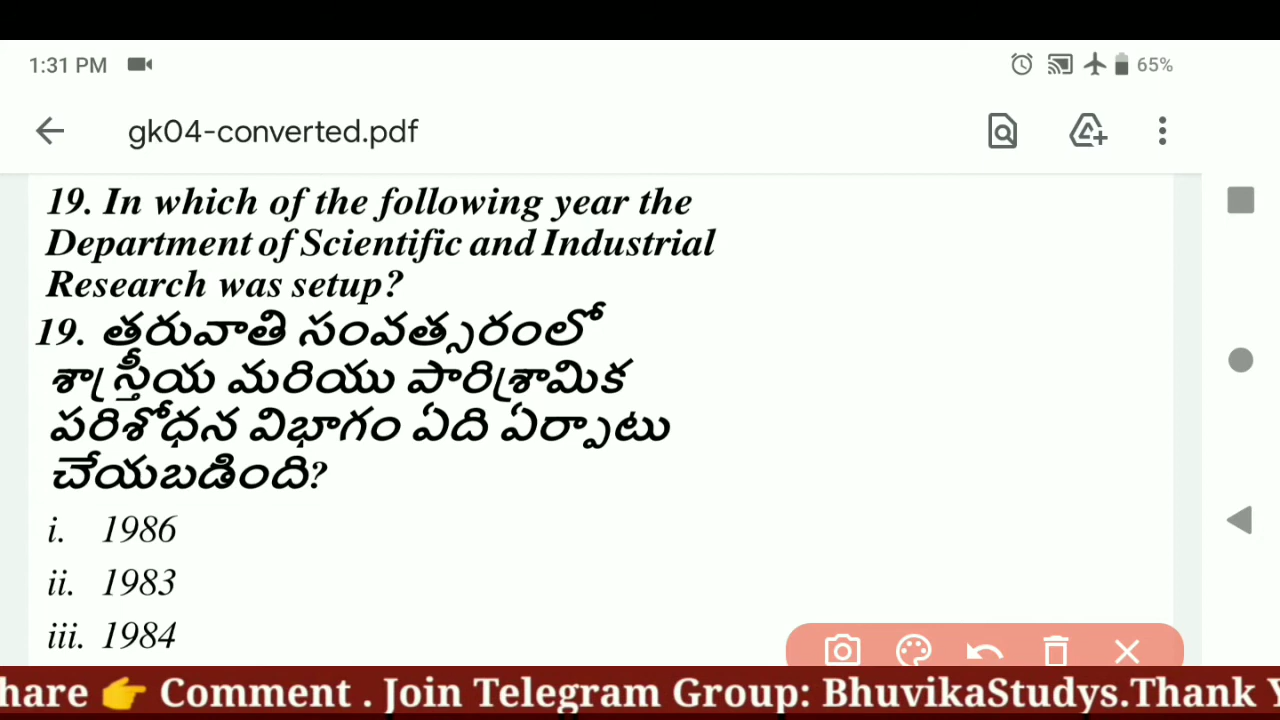 1:31 PM 65%
gk04-converted.pdf
19. In which of the following year the
Department of Scientific and Industrial
Research was setup?
19. తరువాతి సంవత్సరంలో
శాస్త్రీయ మరియు పారిశ్రామిక
పరిశోధన విభాగం ఏది ఏర్పాటు
చేయబడింది?
i. 1986
ii. 1983
iii. 1984
hare 👉 Comment . Join Telegram Group: BhuvikaStudys.Thank Y